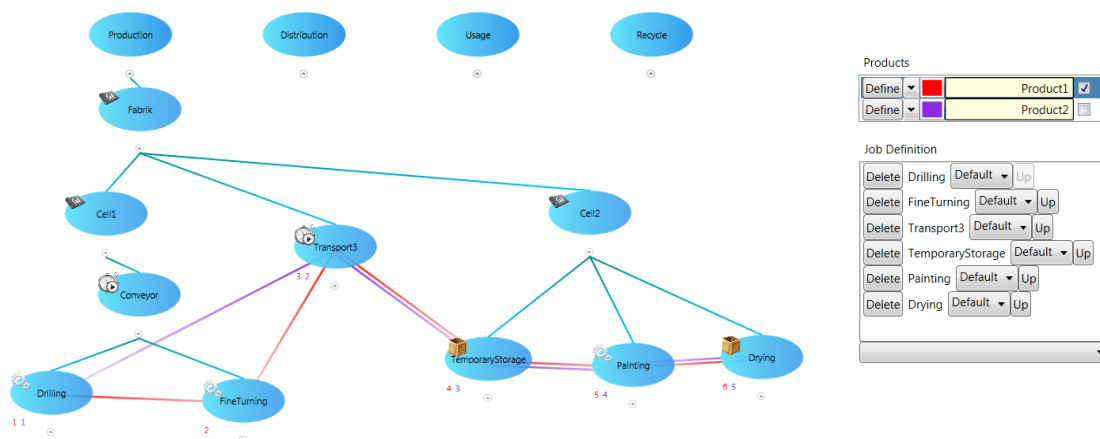 Production
Distribution
Usage
Recycle
Fabrik
Cell1
Cell2
Transport3
3 2
Conveyor
TemporaryStorage
4 3
Painting
5 4
Drying
6 5
Drilling
1 1
FineTurning
2
Products
Define Product1
Define Product2
Job Definition
Delete Drilling Default Up
Delete FineTurning Default Up
Delete Transport3 Default Up
Delete TemporaryStorage Default Up
Delete Painting Default Up
Delete Drying Default Up